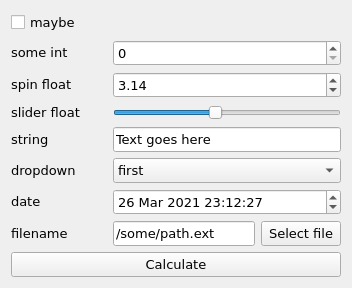 maybe
some int 0
spin float 3.14
slider float
string Text goes here
dropdown first
date 26 Mar 2021 23:12:27
filename /some/path.ext Select file
Calculate